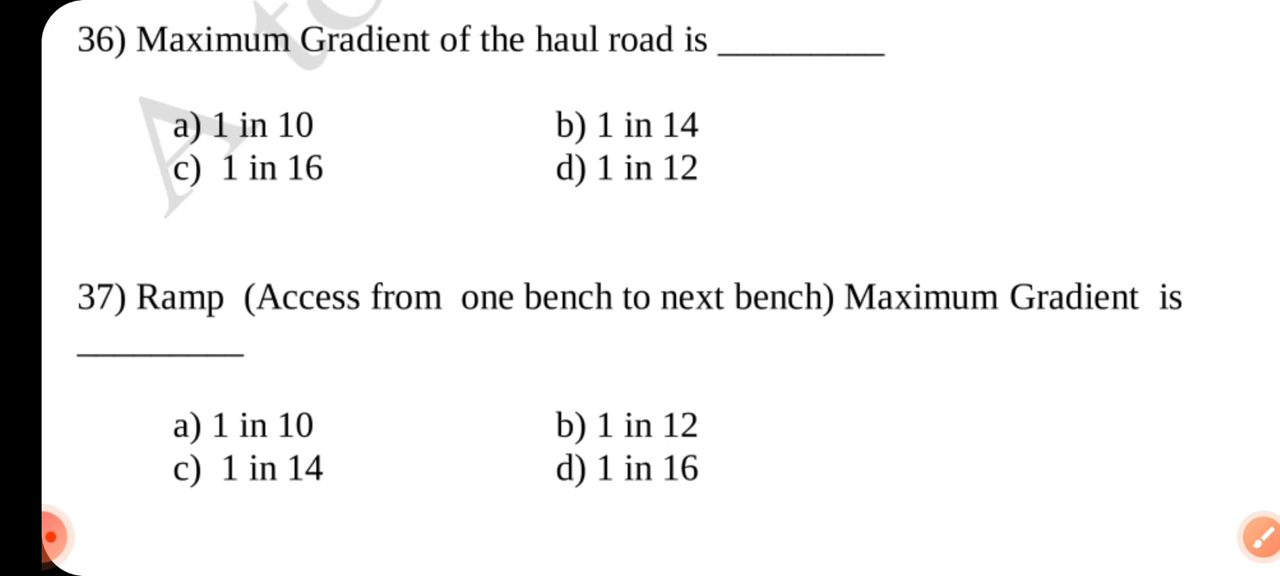 36) Maximum Gradient of the haul road is _________
a) 1 in 10 b) 1 in 14
c) 1 in 16 d) 1 in 12
37) Ramp (Access from one bench to next bench) Maximum Gradient is
_________
a) 1 in 10 b) 1 in 12
c) 1 in 14 d) 1 in 16